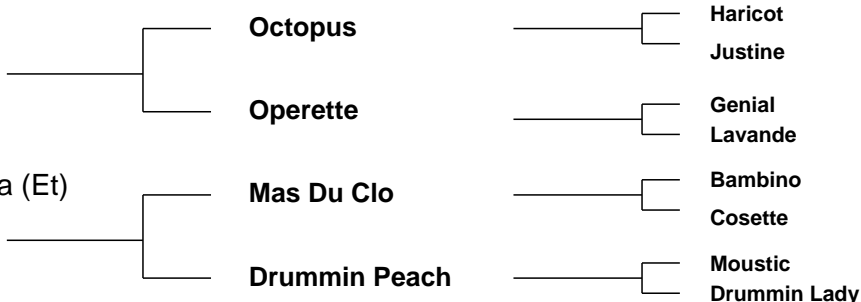 Haricot
Octopus
Justine
Operette
Genial
Lavande
a (Et)
Mas Du Clo
Bambino
Cosette
Drummin Peach
Moustic
Drummin Lady